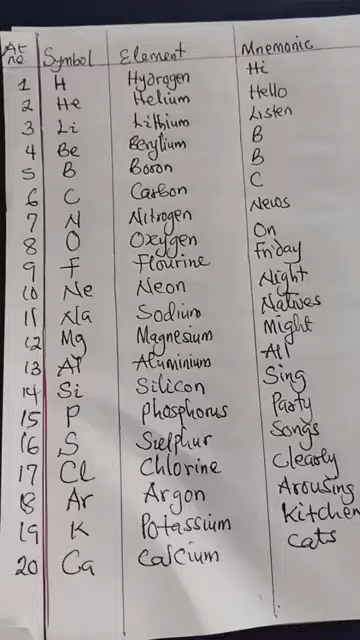 At no. Symbol Element Mnemonic
1 H Hydrogen Hi
2 He Helium Hello
3 Li Lithium Listen
4 Be Berylium B
5 B Boron B
6 C Carbon C
7 N Nitrogen News
8 O Oxygen On
9 F Flourine Friday
10 Ne Neon Night
11 Na Sodium Natives
12 Mg Magnesium Might
13 Al Aluminium All
14 Si Silicon Sing
15 P phosphorus Party
16 S Sulphur Songs
17 Cl Chlorine Clearly
18 Ar Argon Arousing
19 K Potassium Kitchen
20 Ca Calcium Cats